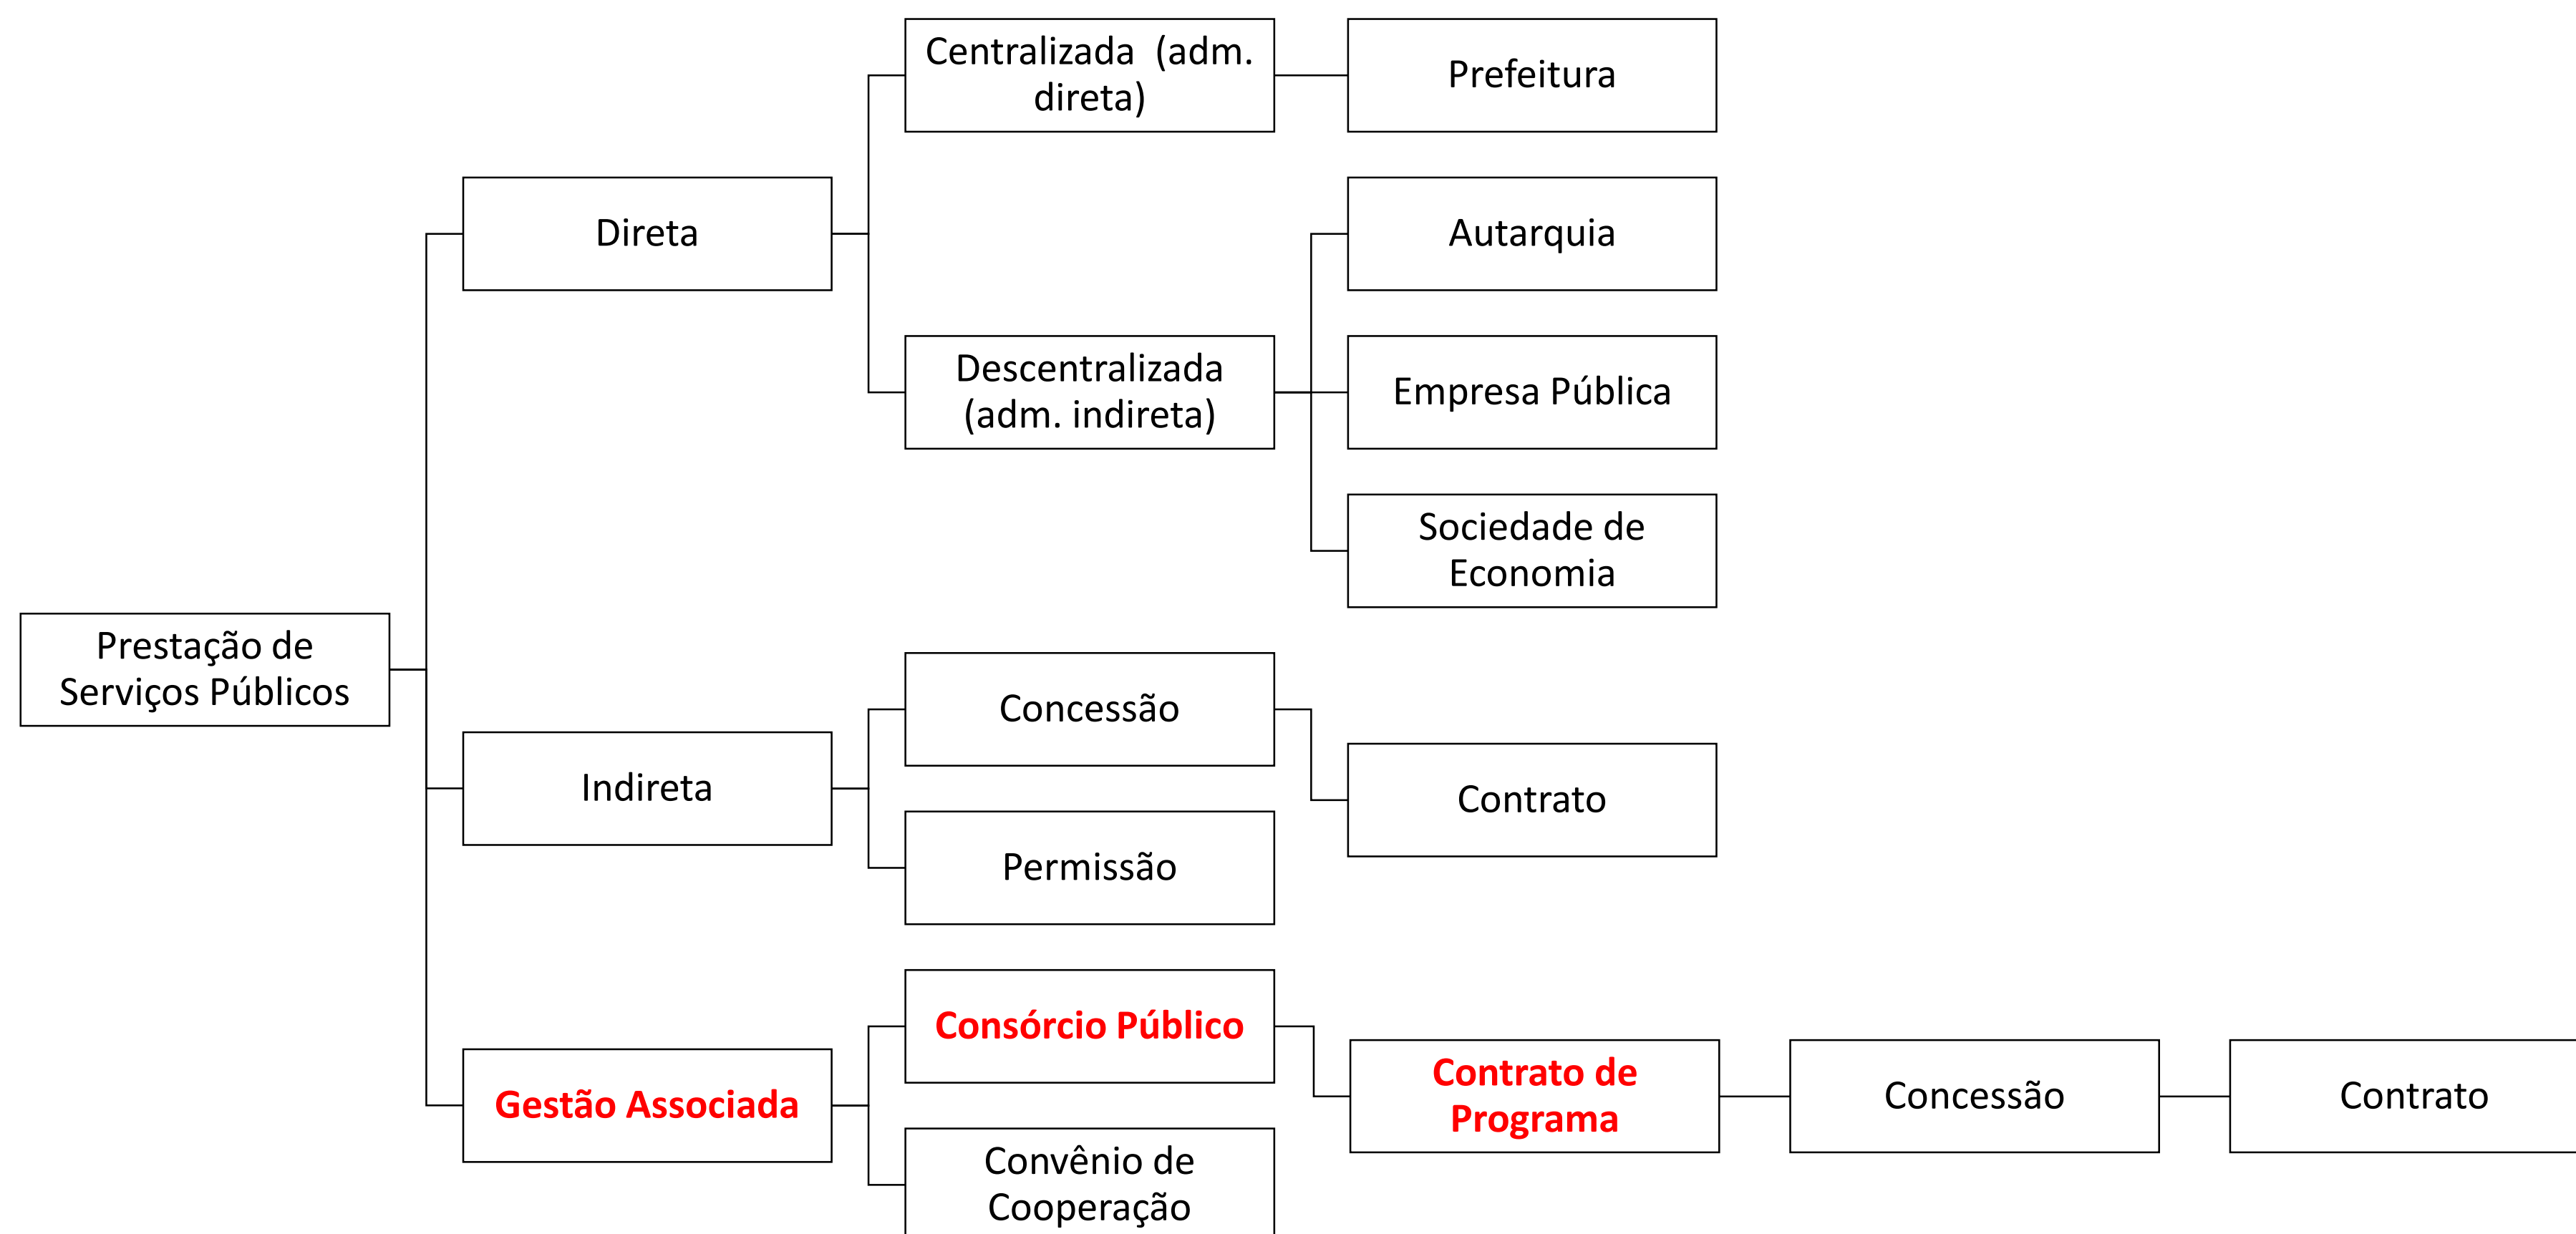 Centralizada (adm.
direta)
Prefeitura
Direta
Autarquia
Descentralizada
(adm. indireta)
Empresa Pública
Sociedade de
Economia
Prestação de
Serviços Públicos
Concessão
Indireta
Contrato
Permissão
Consórcio Público
Gestão Associada
Contrato de
Programa
Concessão
Contrato
Convênio de
Cooperação